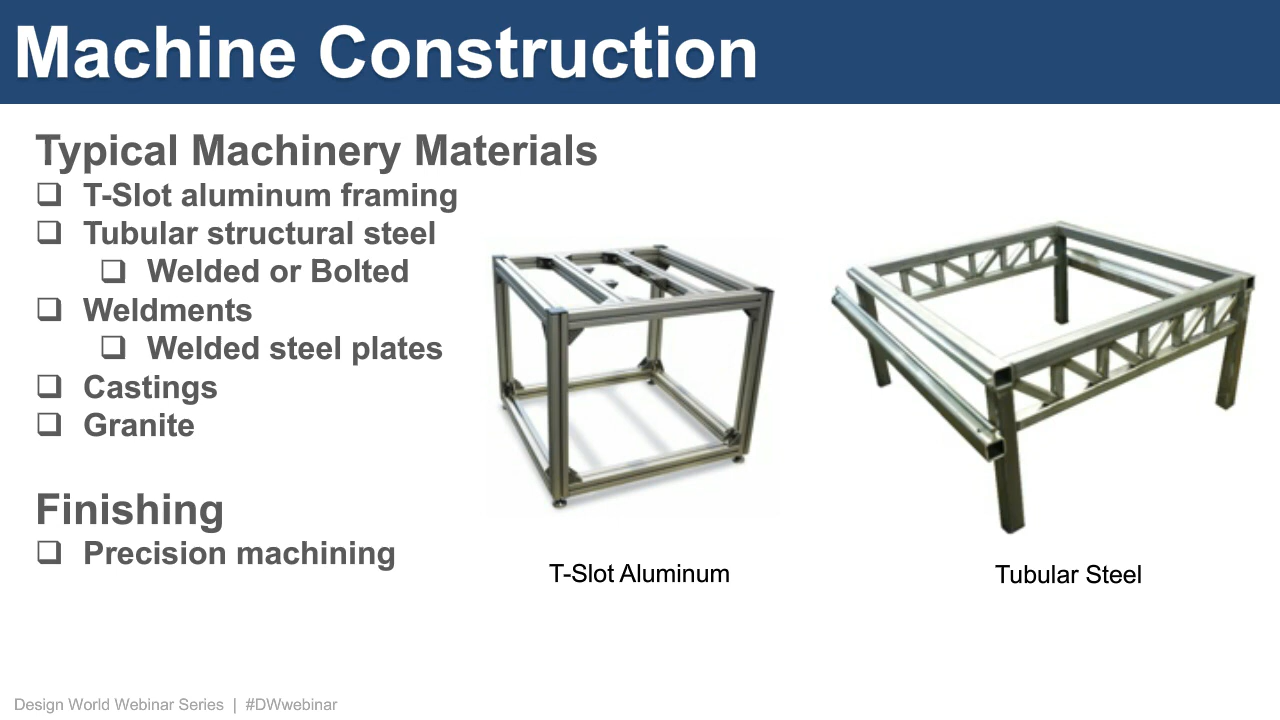 Machine Construction
Typical Machinery Materials
❑ T-Slot aluminum framing
❑ Tubular structural steel
❑ Welded or Bolted
❑ Weldments
❑ Welded steel plates
❑ Castings
❑ Granite
Finishing
❑ Precision machining
T-Slot Aluminum
Tubular Steel
Design World Webinar Series | #DWwebinar